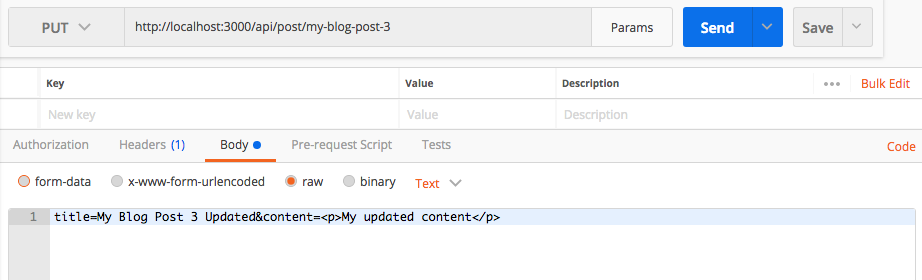 PUT http://localhost:3000/api/post/my-blog-post-3 Params Send Save
Key Value Description Bulk Edit
New key Value Description
Authorization Headers (1) Body Pre-request Script Tests Code
form-data x-www-form-urlencoded raw binary Text
1 title=My Blog Post 3 Updated&content=<p>My updated content</p>